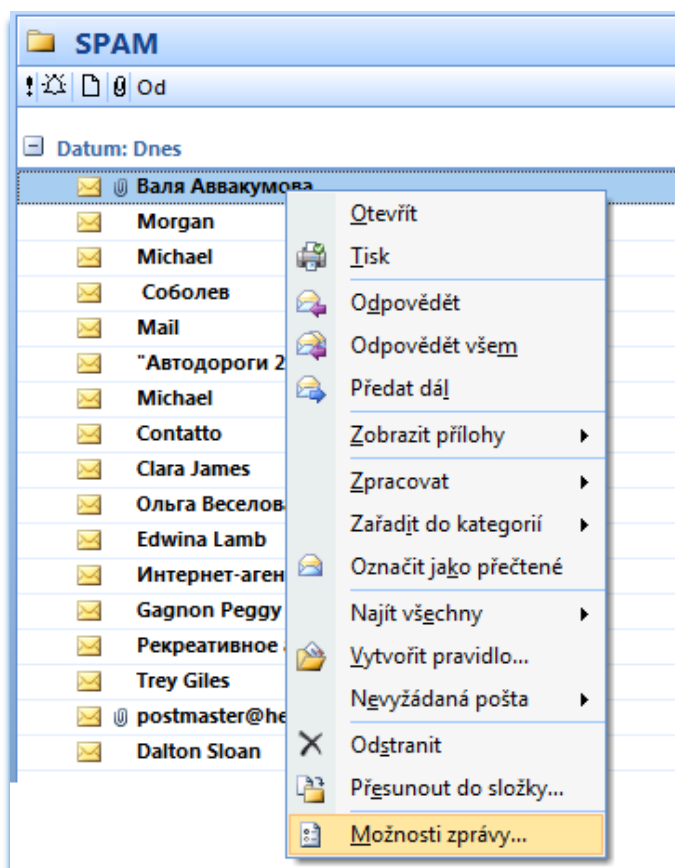 SPAM
Od
Datum: Dnes
Валя Аввакумова
Morgan
Michael
Соболев
Mail
"Автодороги 2
Michael
Contatto
Clara James
Ольга Веселов
Edwina Lamb
Интернет-аген
Gagnon Peggy
Рекреативное
Trey Giles
postmaster@he
Dalton Sloan
Otevřít
Tisk
Odpovědět
Odpovědět všem
Předat dál
Zobrazit přílohy
Zpracovat
Zařadit do kategorií
Označit jako přečtené
Najít všechny
Vytvořit pravidlo...
Nevyžádaná pošta
Odstranit
Přesunout do složky...
Možnosti zprávy...